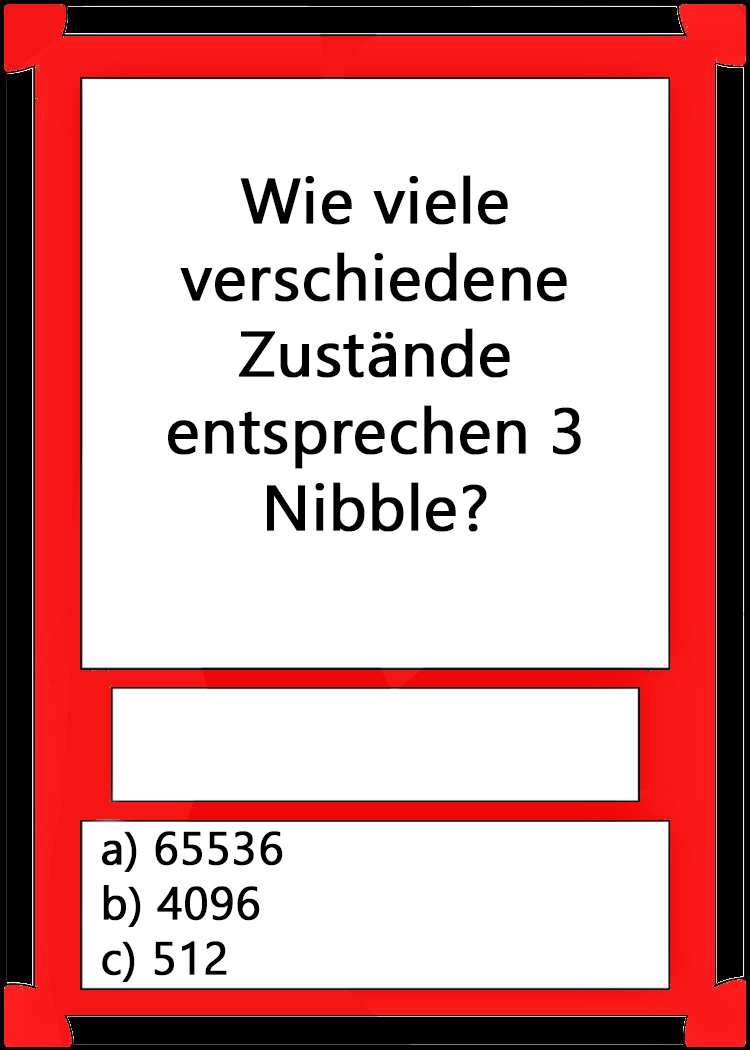 Wie viele
verschiedene
Zustände
entsprechen 3
Nibble?
a) 65536
b) 4096
c) 512